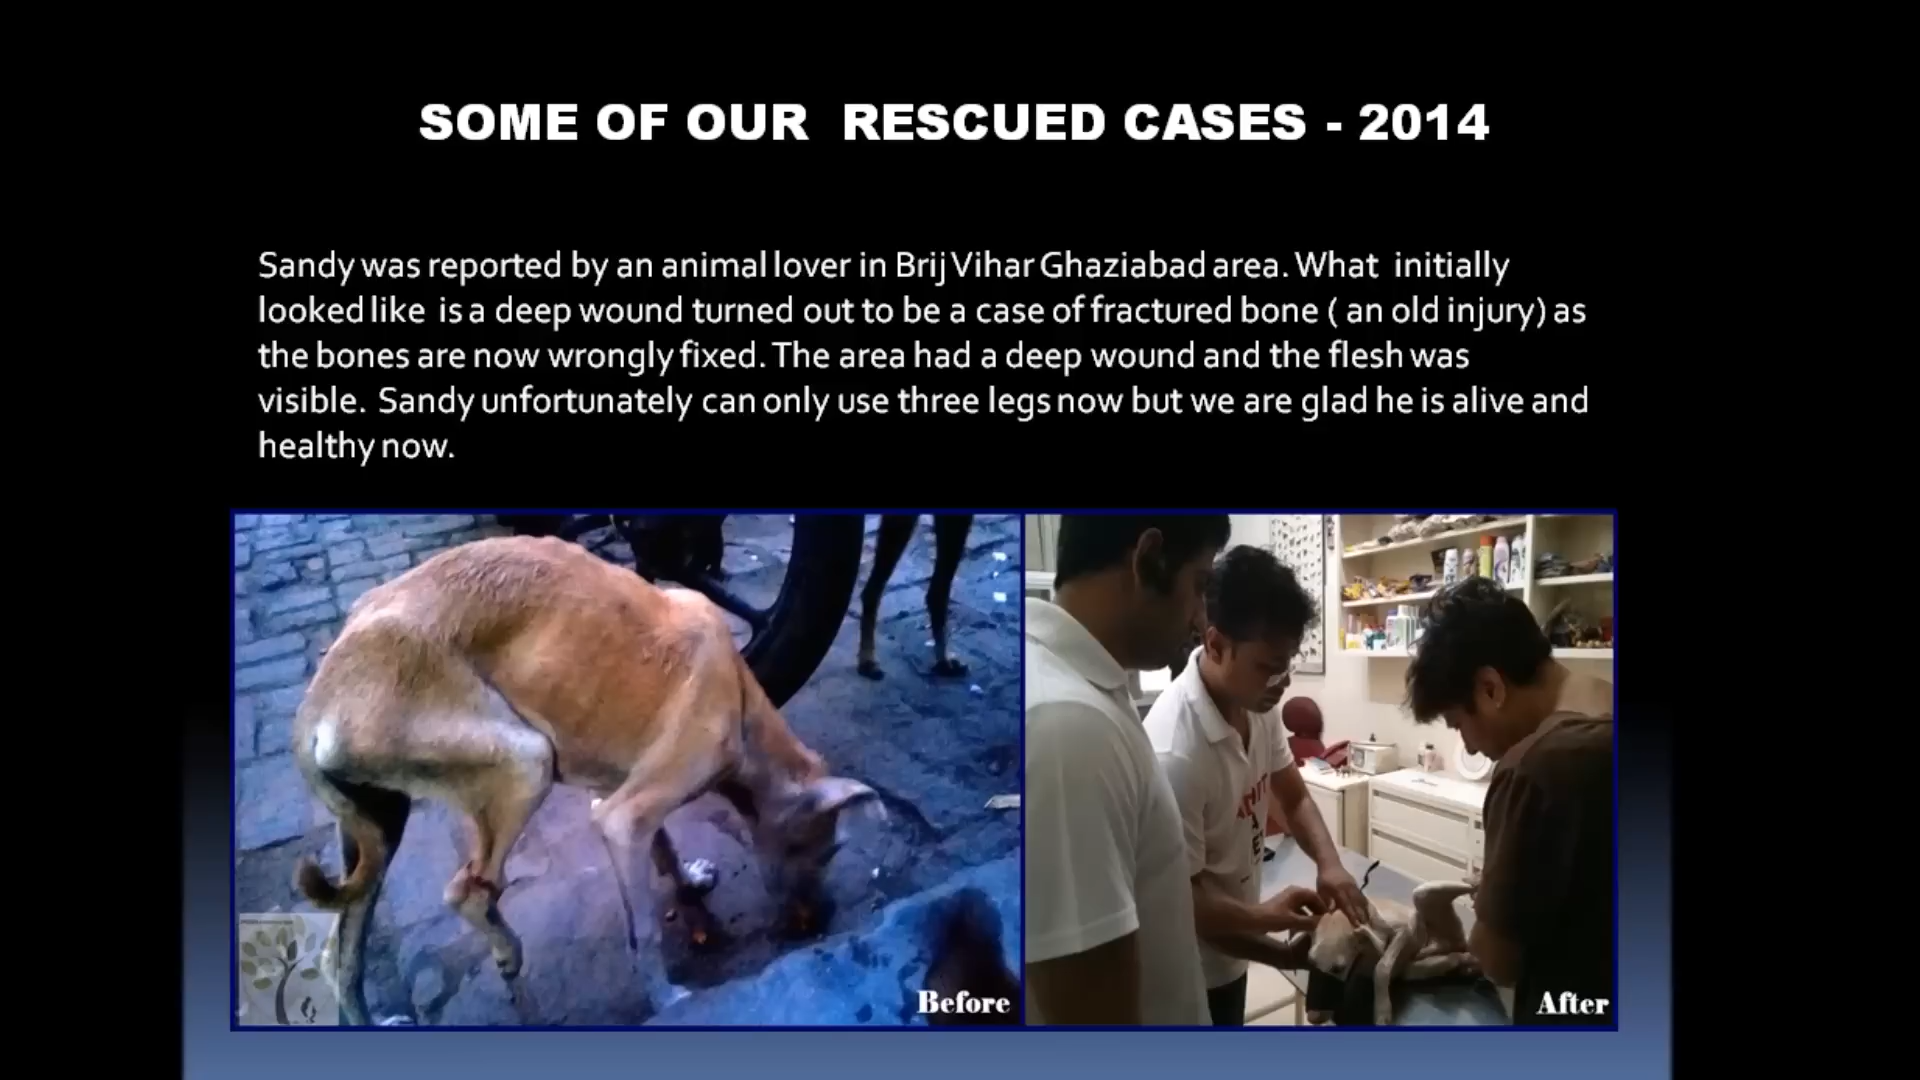 SOME OF OUR  RESCUED CASES - 2014
Sandy was reported by an animal lover in Brij Vihar Ghaziabad area. What  initially
looked like  is a deep wound turned out to be a case of fractured bone ( an old injury) as
the bones are now wrongly fixed. The area had a deep wound and the flesh was
visible.  Sandy unfortunately can only use three legs now but we are glad he is alive and
healthy now.
Before
After